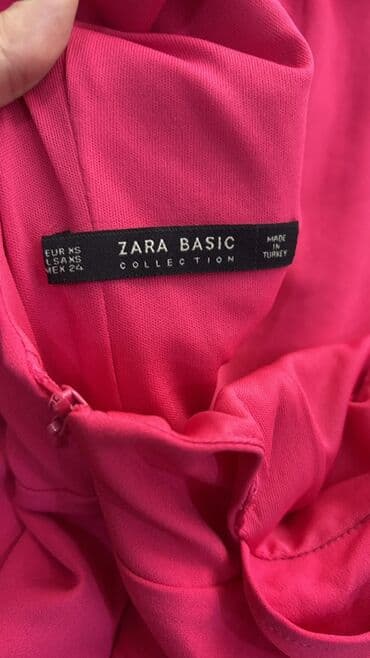 EUR XS
USA XS
MEX 24
ZARA BASIC
COLLECTION
MADE
IN
TURKEY